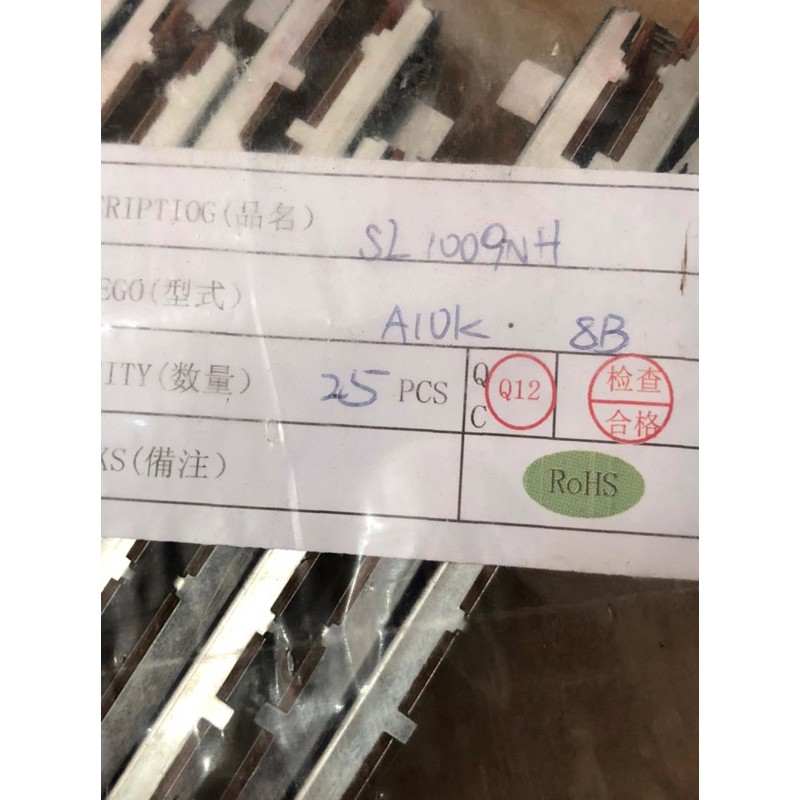 RIPTIOG(品名) SL1009NH
EGO(型式) A10K. 8B
ITY(数量) 25 PCS QC Q12 检查合格
KS(備注) RoHS